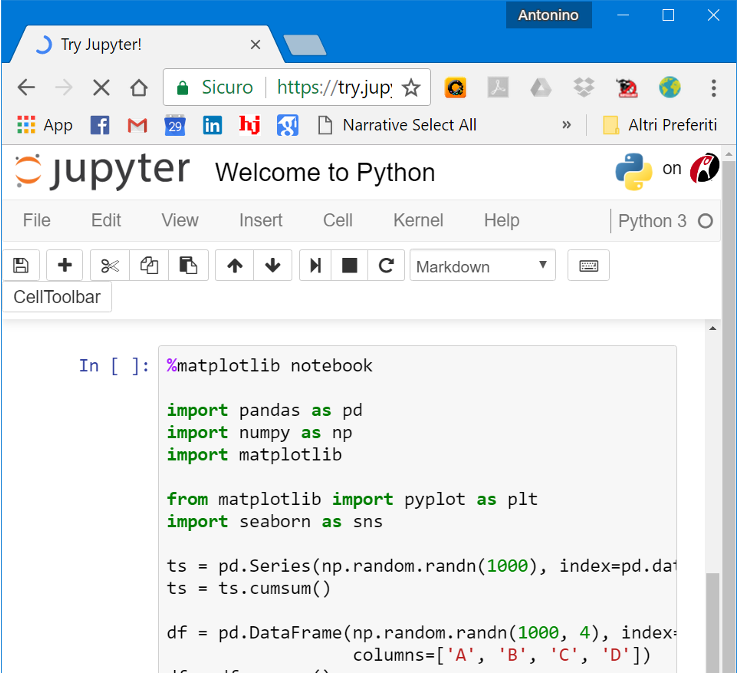 Antonino
Try Jupyter!
Sicuro https://try.jupy
App 29 in hj g Narrative Select All » Altri Preferiti
jupyter Welcome to Python on
File Edit View Insert Cell Kernel Help Python 3
Markdown
CellToolbar
In [ ]: %matplotlib notebook
import pandas as pd
import numpy as np
import matplotlib
from matplotlib import pyplot as plt
import seaborn as sns
ts = pd.Series(np.random.randn(1000), index=pd.dat
ts = ts.cumsum()
df = pd.DataFrame(np.random.randn(1000, 4), index=
columns=['A', 'B', 'C', 'D'])